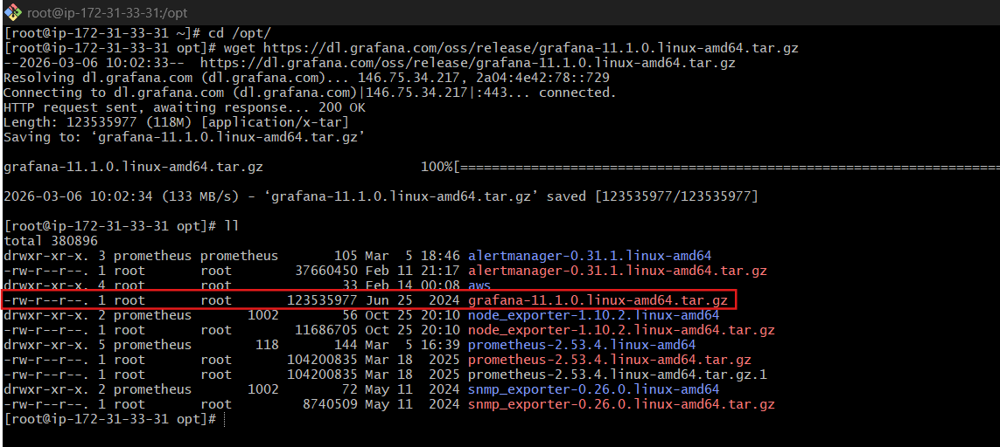 root@ip-172-31-33-31:/opt
[root@ip-172-31-33-31 ~]# cd /opt/
[root@ip-172-31-33-31 opt]# wget https://dl.grafana.com/oss/release/grafana-11.1.0.linux-amd64.tar.gz
--2026-03-06 10:02:33--  https://dl.grafana.com/oss/release/grafana-11.1.0.linux-amd64.tar.gz
Resolving dl.grafana.com (dl.grafana.com)... 146.75.34.217, 2a04:4e42:78::729
Connecting to dl.grafana.com (dl.grafana.com)|146.75.34.217|:443... connected.
HTTP request sent, awaiting response... 200 OK
Length: 123535977 (118M) [application/x-tar]
Saving to: ‘grafana-11.1.0.linux-amd64.tar.gz’
grafana-11.1.0.linux-amd64.tar.gz                     100%[=====================================================================
2026-03-06 10:02:34 (133 MB/s) - ‘grafana-11.1.0.linux-amd64.tar.gz’ saved [123535977/123535977]
[root@ip-172-31-33-31 opt]# ll
total 380896
drwxr-xr-x. 3 prometheus prometheus       105 Mar  5 18:46 alertmanager-0.31.1.linux-amd64
-rw-r--r--. 1 root       root        37660450 Feb 11 21:17 alertmanager-0.31.1.linux-amd64.tar.gz
drwxr-xr-x. 4 root       root              33 Feb 14 00:08 aws
-rw-r--r--. 1 root       root       123535977 Jun 25  2024 grafana-11.1.0.linux-amd64.tar.gz
drwxr-xr-x. 2 prometheus       1002        56 Oct 25 20:10 node_exporter-1.10.2.linux-amd64
-rw-r--r--. 1 root       root        11686705 Oct 25 20:10 node_exporter-1.10.2.linux-amd64.tar.gz
drwxr-xr-x. 5 prometheus        118       144 Mar  5 16:39 prometheus-2.53.4.linux-amd64
-rw-r--r--. 1 root       root       104200835 Mar 18  2025 prometheus-2.53.4.linux-amd64.tar.gz
-rw-r--r--. 1 root       root       104200835 Mar 18  2025 prometheus-2.53.4.linux-amd64.tar.gz.1
drwxr-xr-x. 2 prometheus       1002        72 May 11  2024 snmp_exporter-0.26.0.linux-amd64
-rw-r--r--. 1 root       root         8740509 May 11  2024 snmp_exporter-0.26.0.linux-amd64.tar.gz
[root@ip-172-31-33-31 opt]#